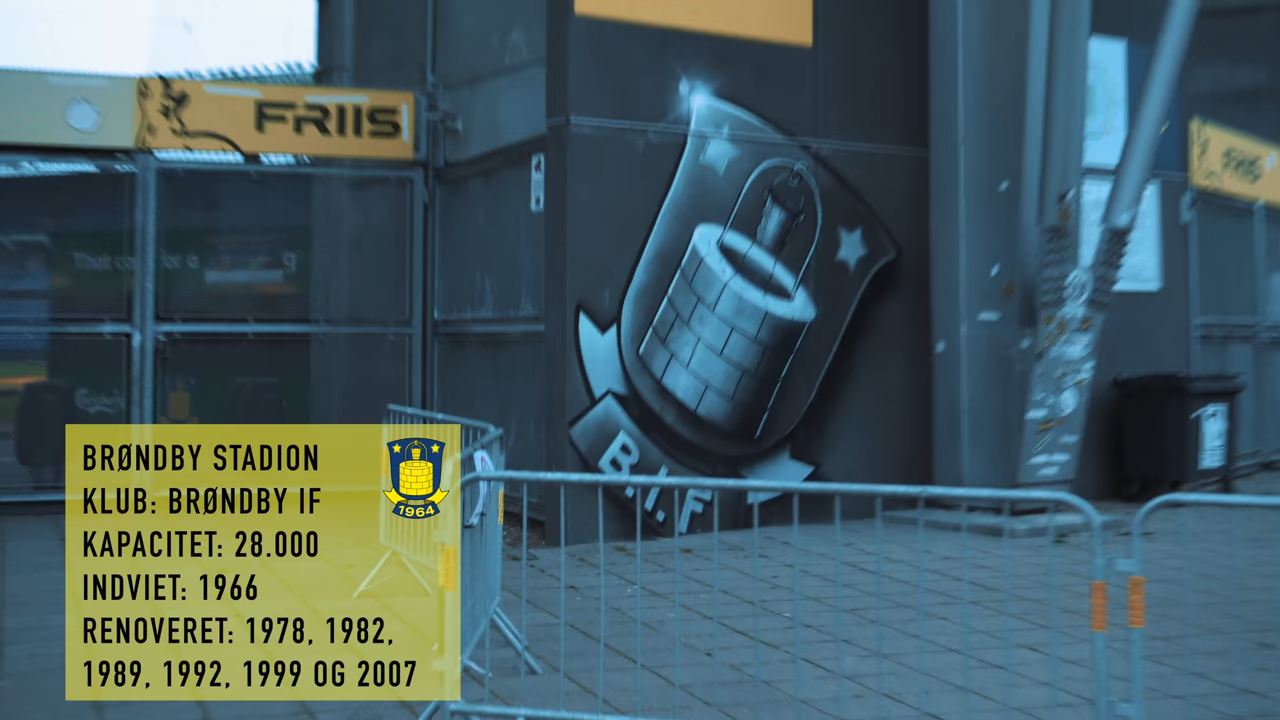 FRIIS
FRIIS
B.I.F
Carlsberg
BRØNDBY STADION
KLUB: BRØNDBY IF
KAPACITET: 28.000
INDVIET: 1966
RENOVERET: 1978, 1982,
1989, 1992, 1999 OG 2007
1964